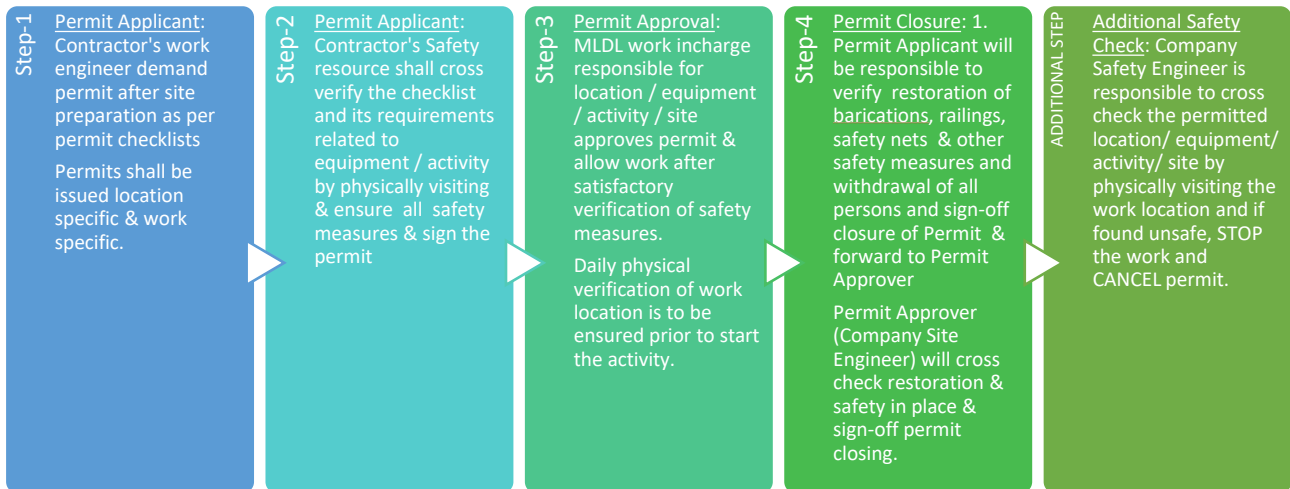 Step-1
Permit Applicant:
Contractor's work
engineer demand
permit after site
preparation as per
permit checklists
Permits shall be
issued location
specific & work
specific.
Step-2
Permit Applicant:
Contractor's Safety
resource shall cross
verify the checklist
and its requirements
related to
equipment / activity
by physically visiting
& ensure all safety
measures & sign the
permit
Step-3
Permit Approval:
MLDL work incharge
responsible for
location / equipment
/ activity / site
approves permit &
allow work after
satisfactory
verification of safety
measures.
Daily physical
verification of work
location is to be
ensured prior to start
the activity.
Step-4
Permit Closure: 1.
Permit Applicant will
be responsible to
verify restoration of
barications, railings,
safety nets & other
safety measures and
withdrawal of all
persons and sign-off
closure of Permit &
forward to Permit
Approver
Permit Approver
(Company Site
Engineer) will cross
check restoration &
safety in place &
sign-off permit
closing.
ADDITIONAL STEP
Additional Safety
Check: Company
Safety Engineer is
responsible to cross
check the permitted
location/ equipment/
activity/ site by
physically visiting the
work location and if
found unsafe, STOP
the work and
CANCEL permit.